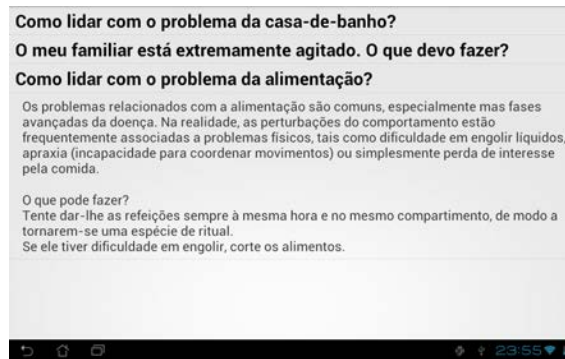 Como lidar com o problema da casa-de-banho?
O meu familiar está extremamente agitado. O que devo fazer?
Como lidar com o problema da alimentação?
Os problemas relacionados com a alimentação são comuns, especialmente mas fases
avançadas da doença. Na realidade, as perturbações do comportamento estão
frequentemente associadas a problemas físicos, tais como dificuldade em engolir líquidos,
apraxia (incapacidade para coordenar movimentos) ou simplesmente perda de interesse
pela comida.
O que pode fazer?
Tente dar-lhe as refeições sempre à mesma hora e no mesmo compartimento, de modo a
tornarem-se uma espécie de ritual.
Se ele tiver dificuldade em engolir, corte os alimentos.
23:55